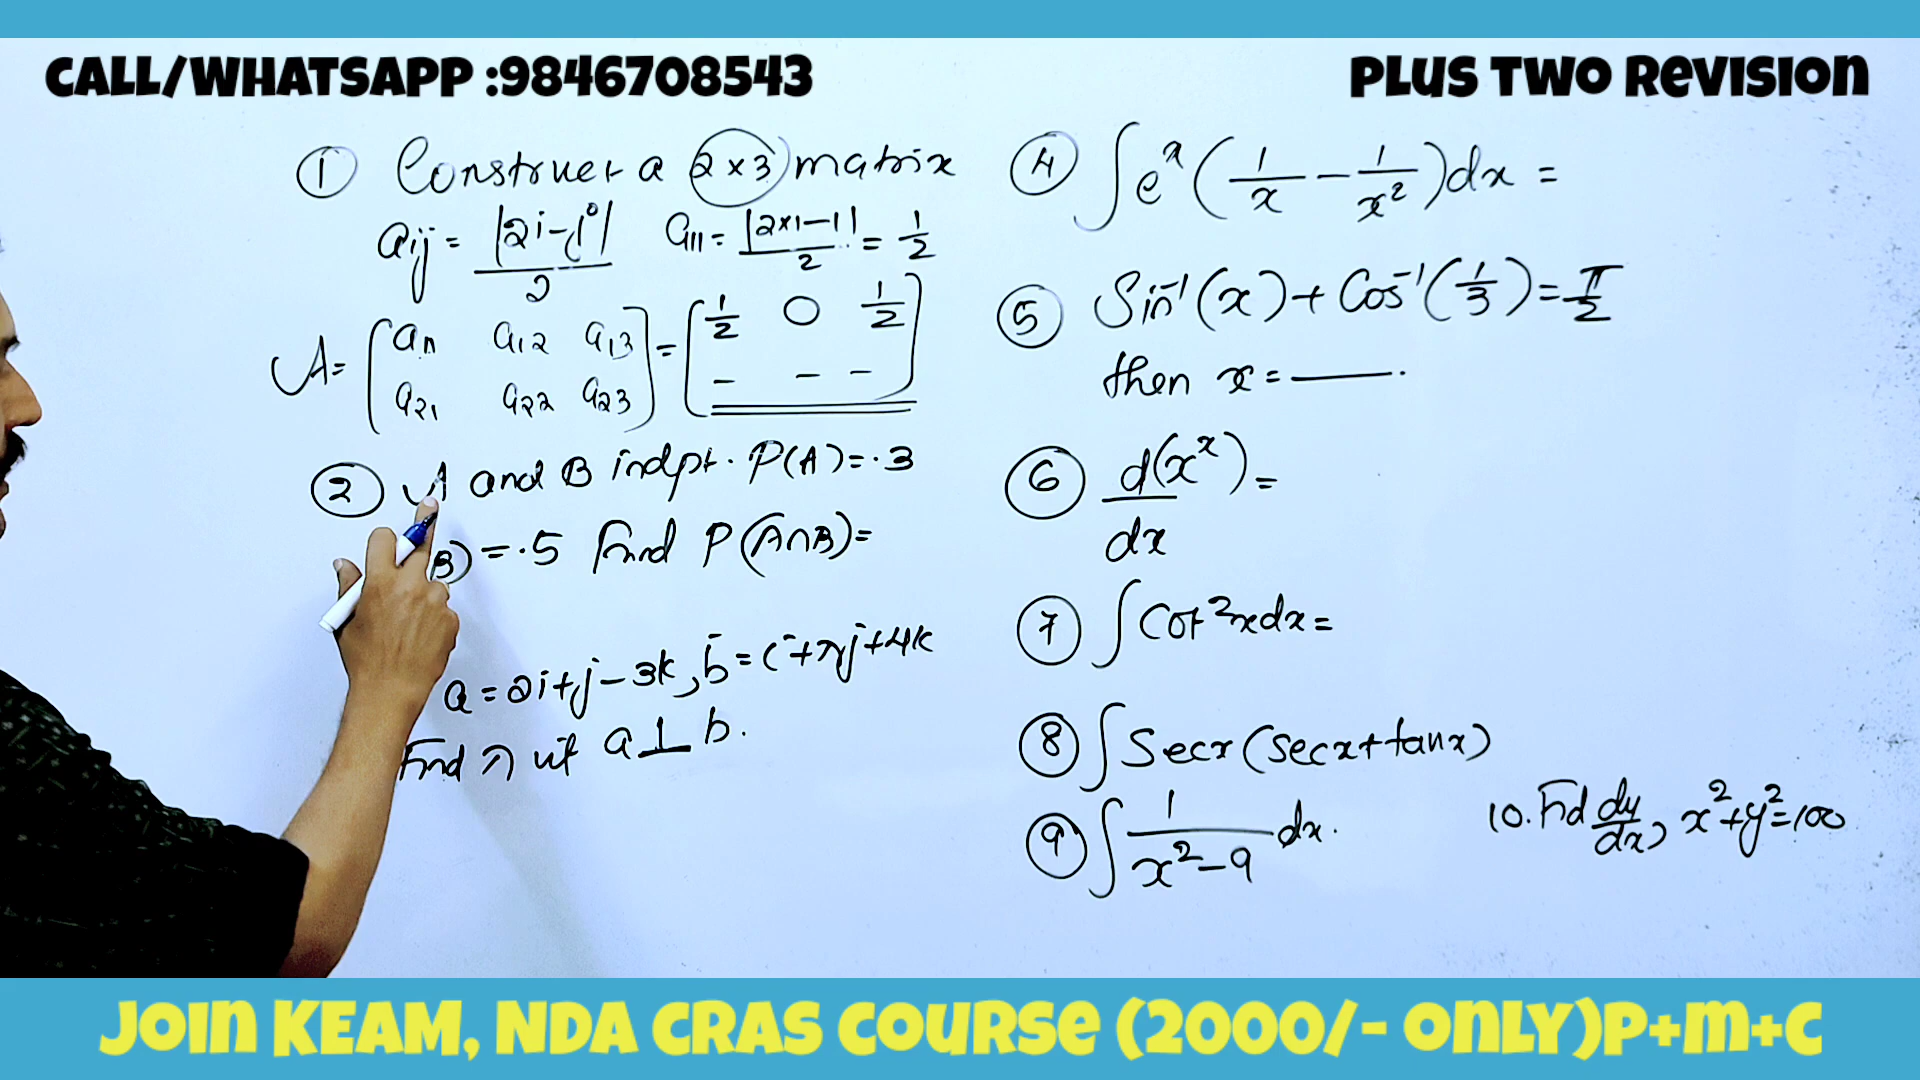 CALL/WHATSAPP :9846708543
PLUS TWO REVISION
① Construct a 2×3 matrix
aij = |2i-j|/2 a11 = |2×1-1|/2 = 1/2
A = [a11 a12 a13] = [1/2 0 1/2]
[a21 a22 a23] [- - -]
② A and B indpt. P(A)=.3
B) = .5 Find P(A∩B)=
a = 2i+j-3k, b = i+λj+4k
Find λ if a⊥b.
④ ∫e^x(1/x - 1/x²)dx =
⑤ Sin⁻¹(x)+Cos⁻¹(1/3)=π/2
then x = ——.
⑥ d(x^x)/dx =
⑦ ∫Cot²xdx=
⑧ ∫Secx(secx+tanx)
⑨ ∫1/(x²-9) dx.
10. Find dy/dx, x²+y²=100
JOIN KEAM, NDA CRAS COURSE (2000/- ONLY)P+M+C